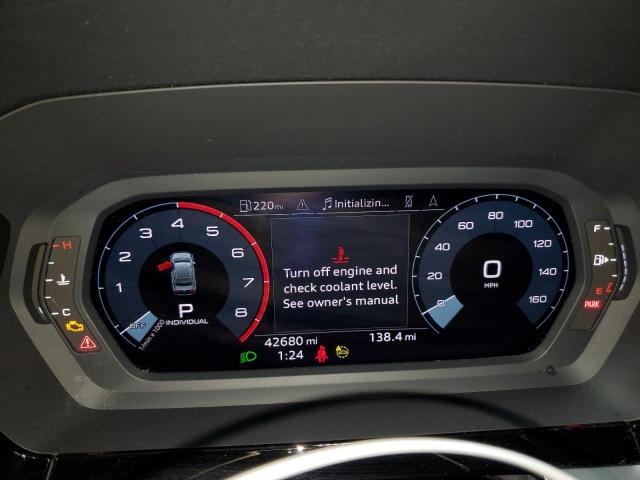 220mi Initializin...
1 2 3 4 5 6 7 8
OFF
1/min x 1000
P
INDIVIDUAL
H
C
Turn off engine and
check coolant level.
See owner's manual
0 20 40 60 80 100 120 140 160
0
MPH
F
E
PARK
42680 mi 138.4 mi
1:24